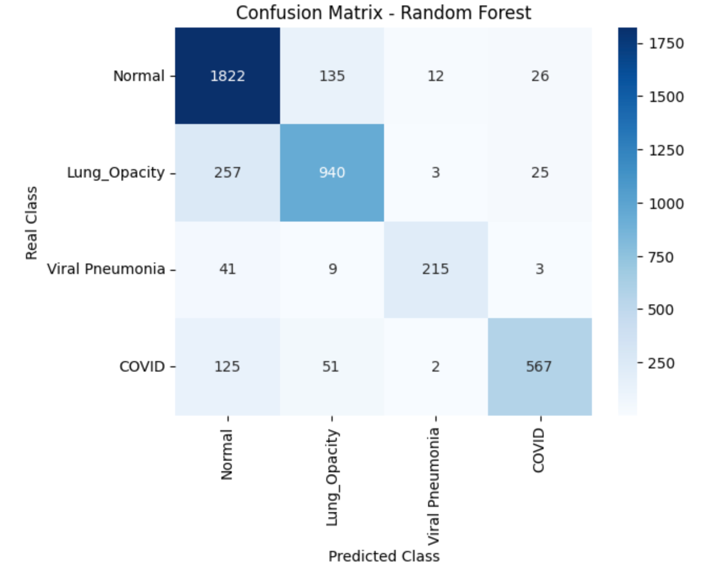 Confusion Matrix - Random Forest
Normal 1822 135 12 26
Lung_Opacity 257 940 3 25
Viral Pneumonia 41 9 215 3
COVID 125 51 2 567
Real Class
Normal Lung_Opacity Viral Pneumonia COVID
Predicted Class
1750
1500
1250
1000
750
500
250